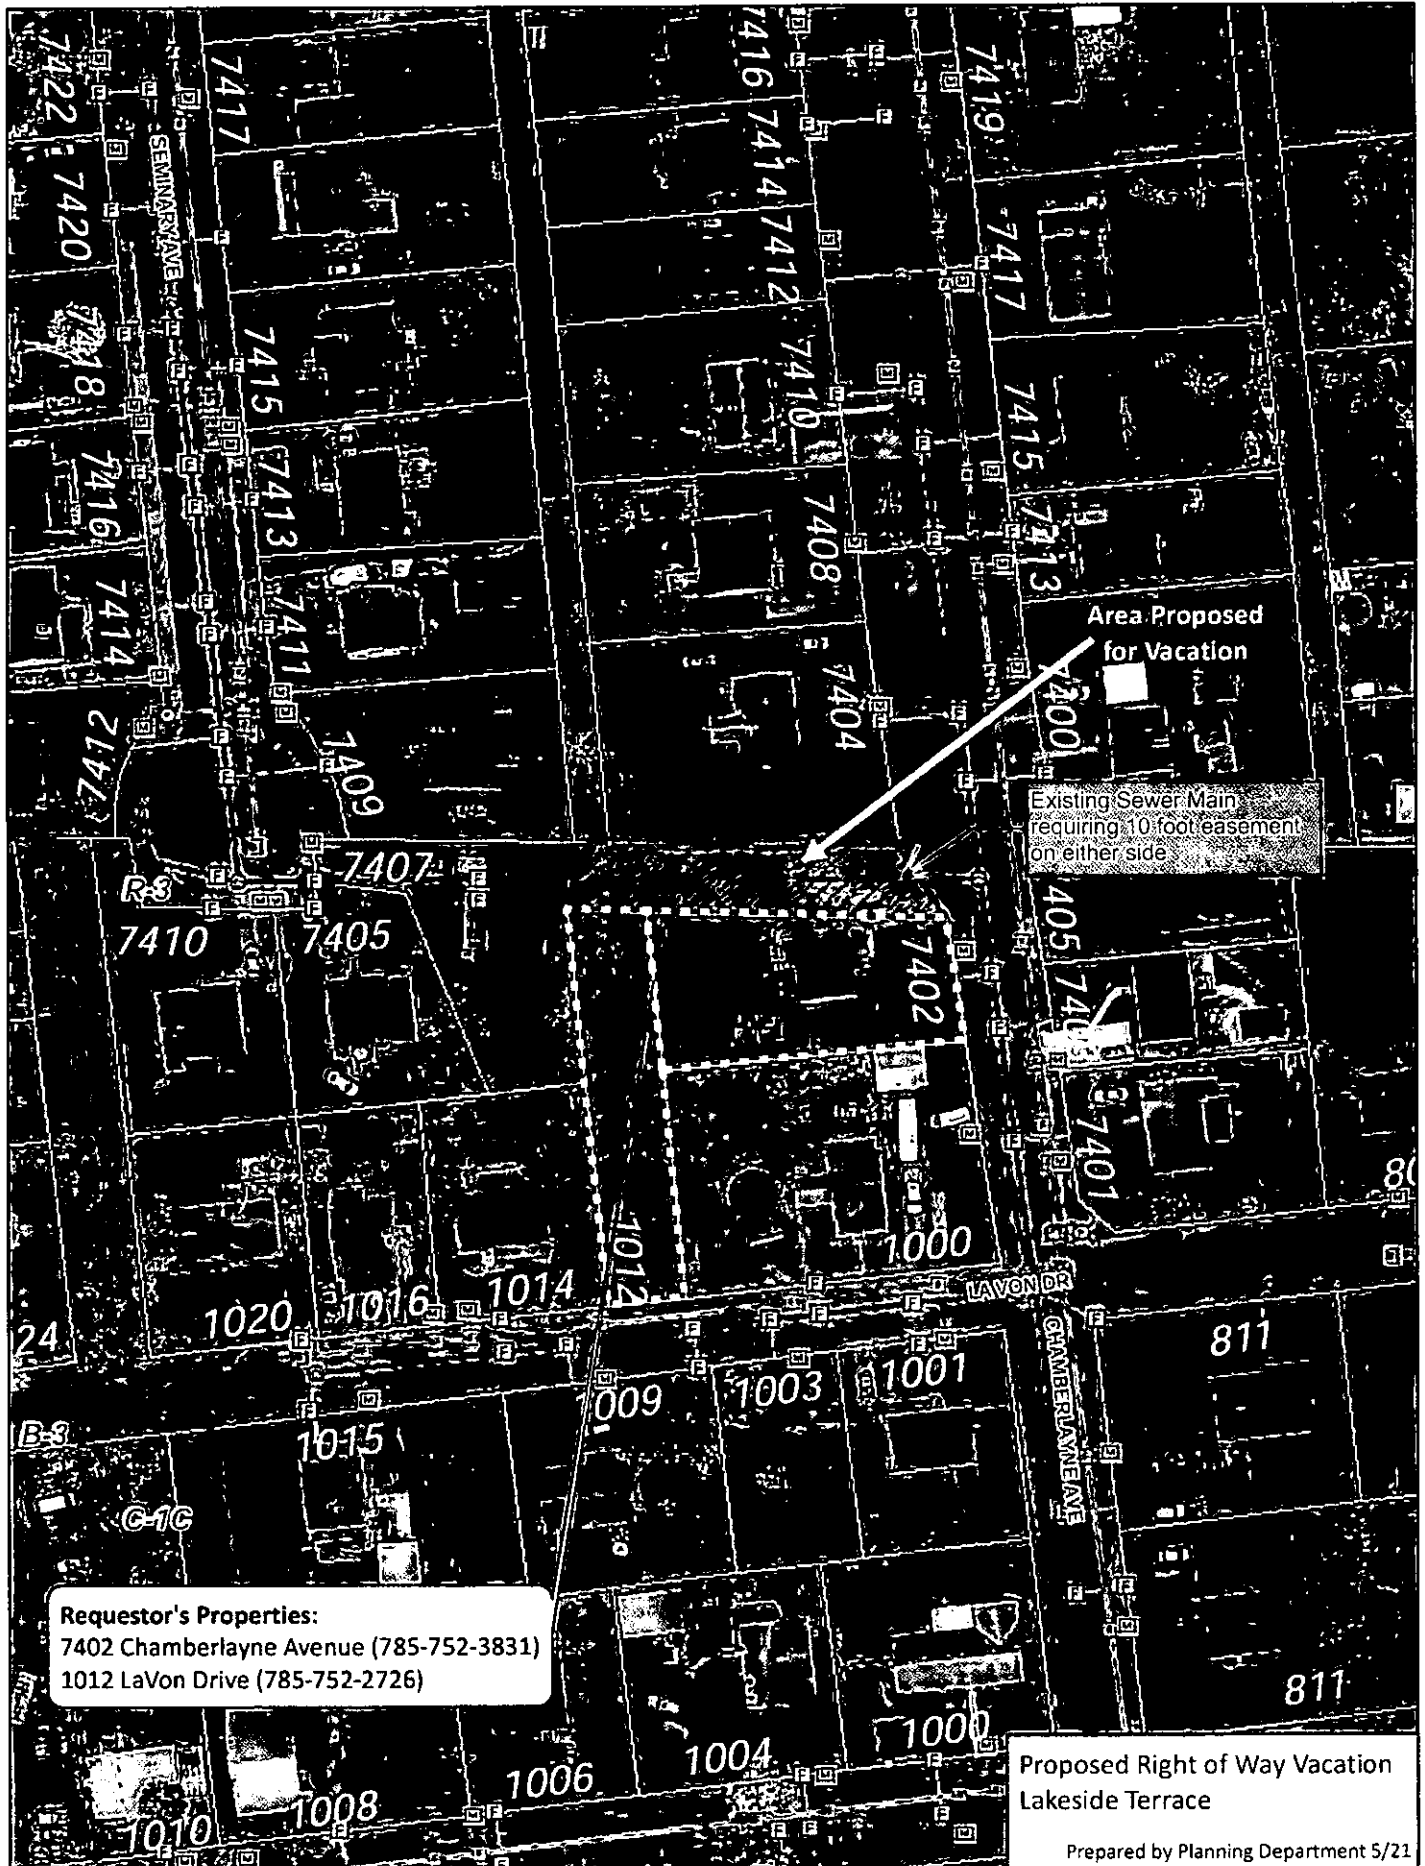 7422
7417
7416
7419
SEMINARY AVE
7420
7414
7412
7417
7418
7415
7410
7415
7416
7413
7408
7413
7414
7411
Area Proposed
for Vacation
7404
7400
7412
7409
Existing Sewer Main
requiring 10 foot easement
on either side
7407
R-3
7410
7405
7402
7405
7401
1012
1000
80
1014
1016
1020
LAVON DR
24
811
1001
1003
1009
CHAMBERLAYNE AVE
1015
B-3
C-1C
Requestor's Properties:
7402 Chamberlayne Avenue (785-752-3831)
1012 LaVon Drive (785-752-2726)
811
1000
1004
1006
1008
1010
Proposed Right of Way Vacation
Lakeside Terrace
Prepared by Planning Department 5/21